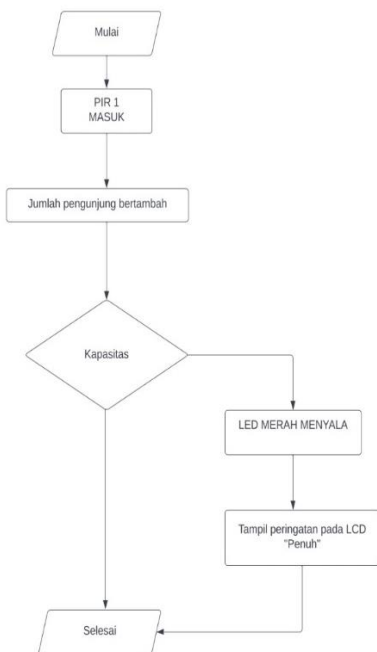 Mulai
PIR 1
MASUK
Jumlah pengunjung bertambah
Kapasitas
LED MERAH MENYALA
Tampil peringatan pada LCD
"Penuh"
Selesai